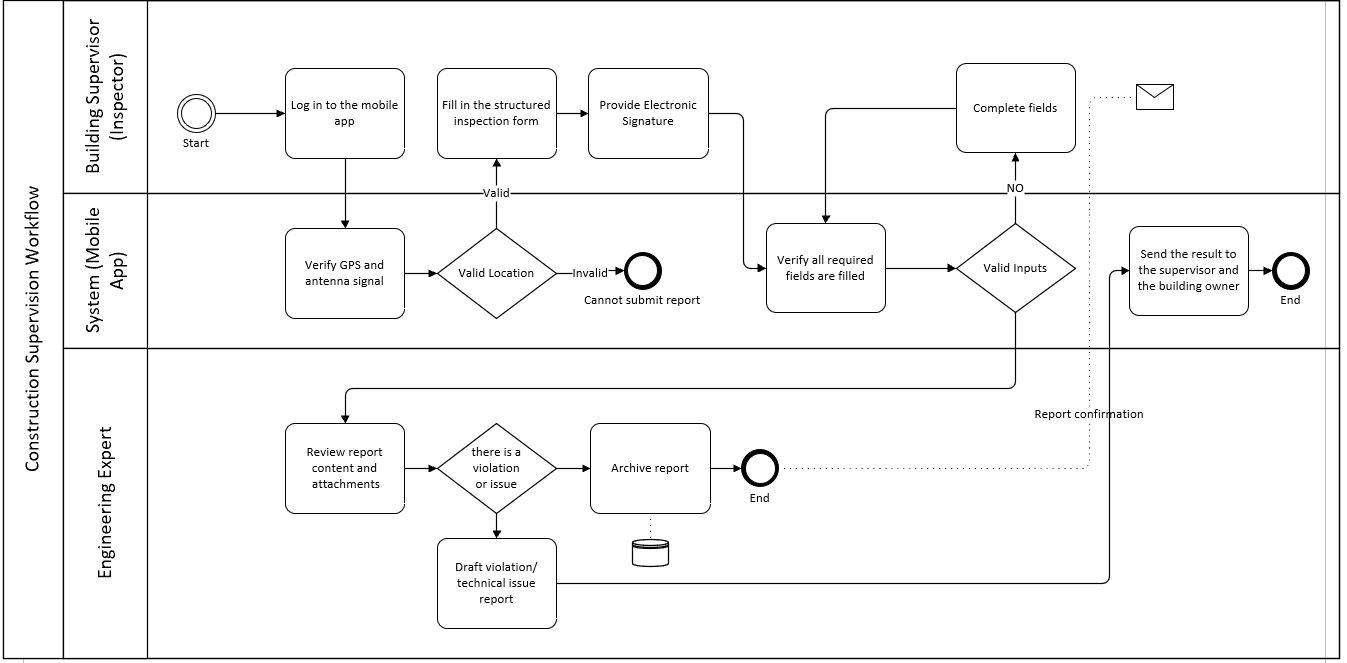 Construction Supervision Workflow
Building Supervisor
(Inspector)
Start
Log in to the mobile
app
Fill in the structured
inspection form
Provide Electronic
Signature
Complete fields
Valid
NO
System (Mobile
App)
Verify GPS and
antenna signal
Valid Location
Invalid
Cannot submit report
Verify all required
fields are filled
Valid Inputs
Send the result to
the supervisor and
the building owner
End
Engineering Expert
Report confirmation
Review report
content and
attachments
there is a
violation
or issue
Archive report
End
Draft violation/
technical issue
report